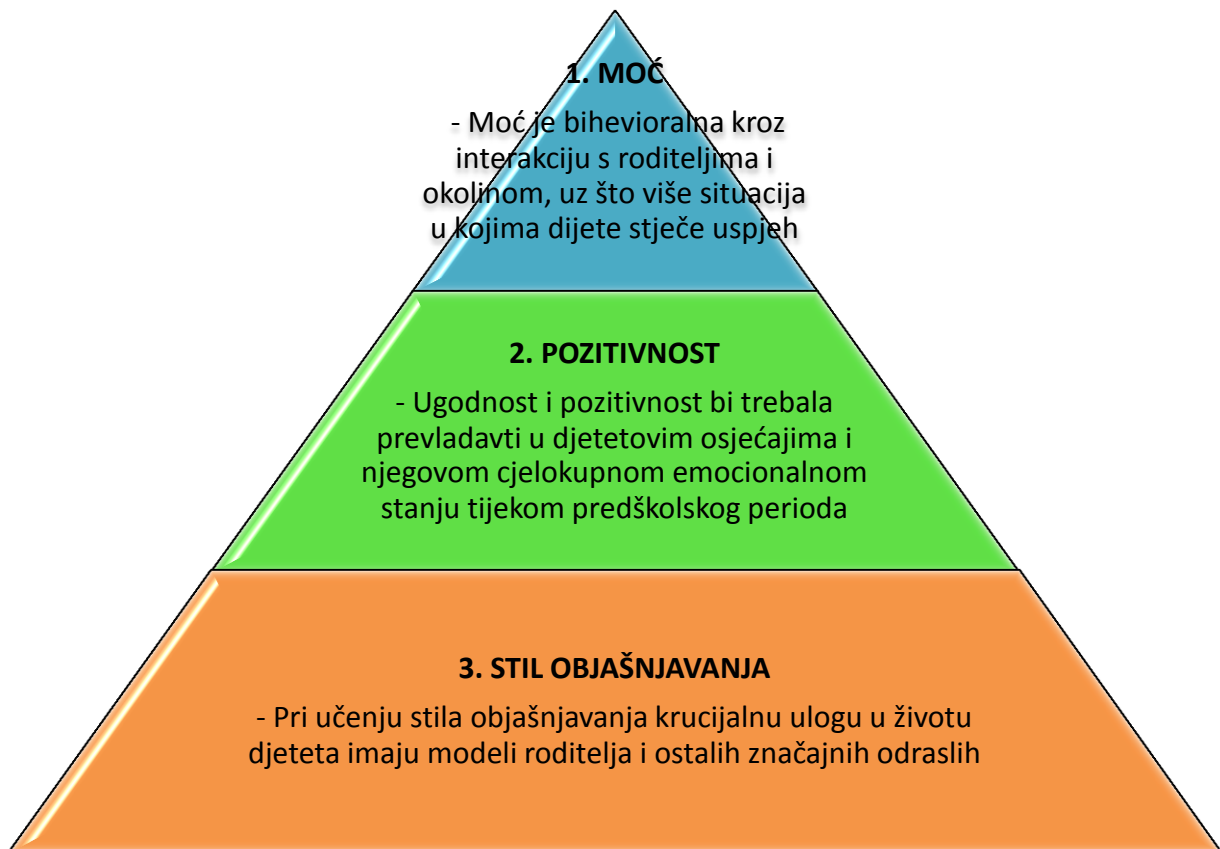 1. MOĆ
- Moć je bihevioralna kroz
interakciju s roditeljima i
okolinom, uz što više situacija
u kojima dijete stječe uspjeh
2. POZITIVNOST
- Ugodnost i pozitivnost bi trebala
prevladavti u djetetovim osjećajima i
njegovom cjelokupnom emocionalnom
stanju tijekom predškolskog perioda
3. STIL OBJAŠNJAVANJA
- Pri učenju stila objašnjavanja krucijalnu ulogu u životu
djeteta imaju modeli roditelja i ostalih značajnih odraslih